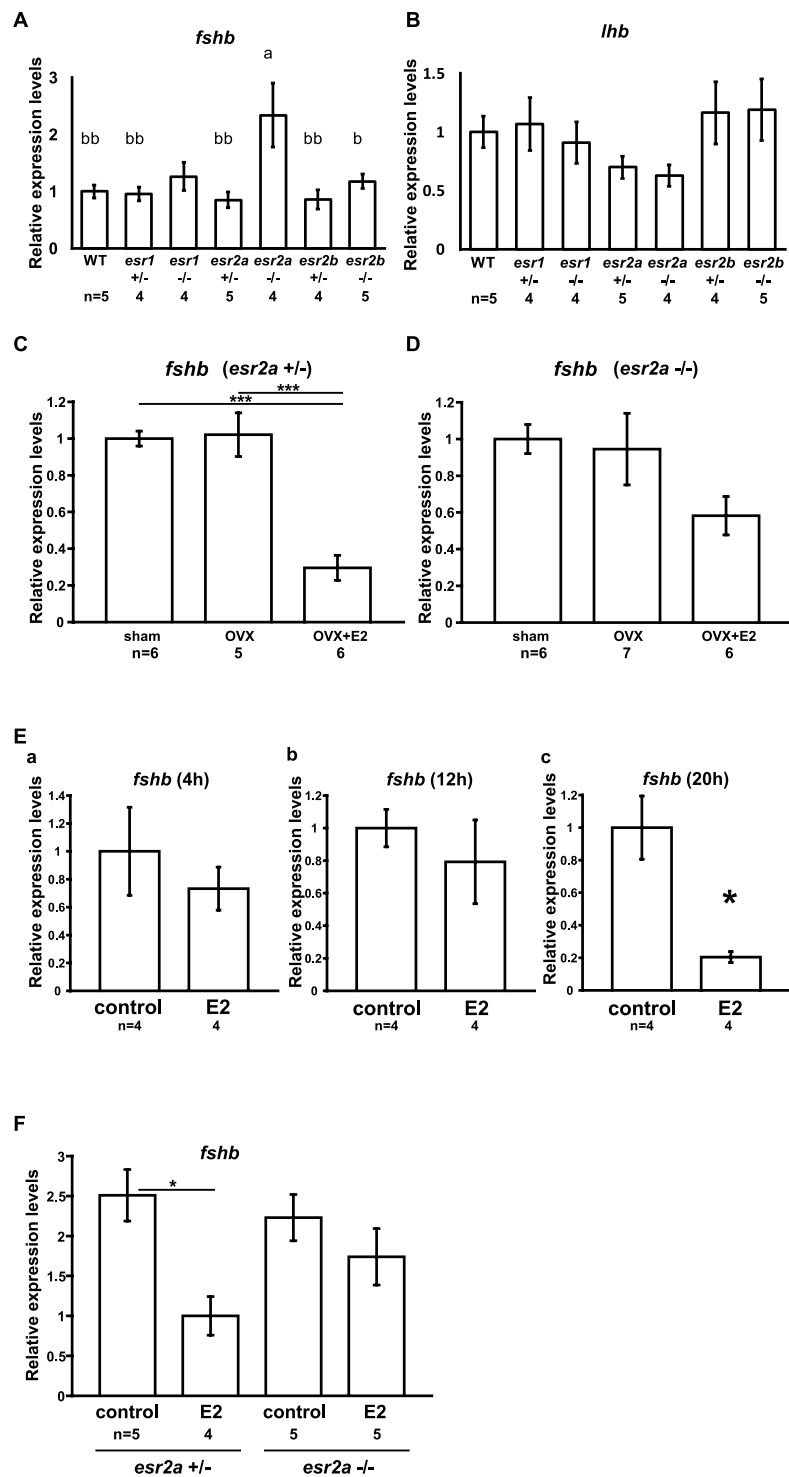 A
fshb
Relative expression levels
3
2
1
0
a
bb bb bb bb b
WT esr1 esr1 esr2a esr2a esr2b esr2b
+/- -/- +/- -/- +/- -/-
n=5 4 4 5 4 4 5
B
lhb
Relative expression levels
1.5
1
0.5
0
WT esr1 esr1 esr2a esr2a esr2b esr2b
+/- -/- +/- -/- +/- -/-
n=5 4 4 5 4 4 5
C
fshb (esr2a +/-)
Relative expression levels
1.2
1
0.8
0.6
0.4
0.2
0
***
***
sham OVX OVX+E2
n=6 5 6
D
fshb (esr2a -/-)
Relative expression levels
1.2
1
0.8
0.6
0.4
0.2
0
sham OVX OVX+E2
n=6 7 6
E
a
fshb (4h)
Relative expression levels
1.4
1.2
1
0.8
0.6
0.4
0.2
0
control E2
n=4 4
b
fshb (12h)
Relative expression levels
1.2
1
0.8
0.6
0.4
0.2
0
control E2
n=4 4
c
fshb (20h)
Relative expression levels
1.2
1
0.8
0.6
0.4
0.2
0
*
control E2
n=4 4
F
fshb
Relative expression levels
3
2.5
2
1.5
1
0.5
0
*
control E2 control E2
n=5 4 5 5
esr2a +/- esr2a -/-